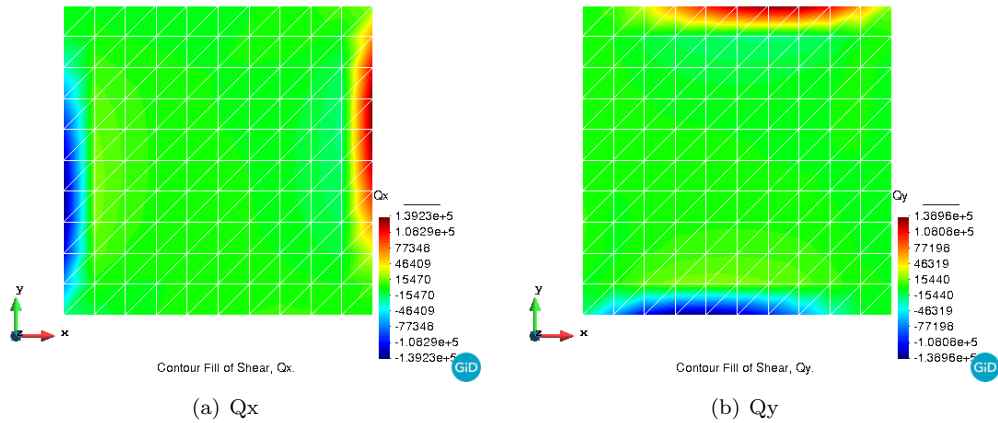 Qx
1.3923e+5
1.0829e+5
77348
46409
15470
-15470
-46409
-77348
-1.0829e+5
-1.3923e+5
y
z
x
GiD
Contour Fill of Shear, Qx.
(a) Qx
Qy
1.3896e+5
1.0808e+5
77198
46319
15440
-15440
-46319
-77198
-1.0808e+5
-1.3896e+5
y
z
x
GiD
Contour Fill of Shear, Qy.
(b) Qy